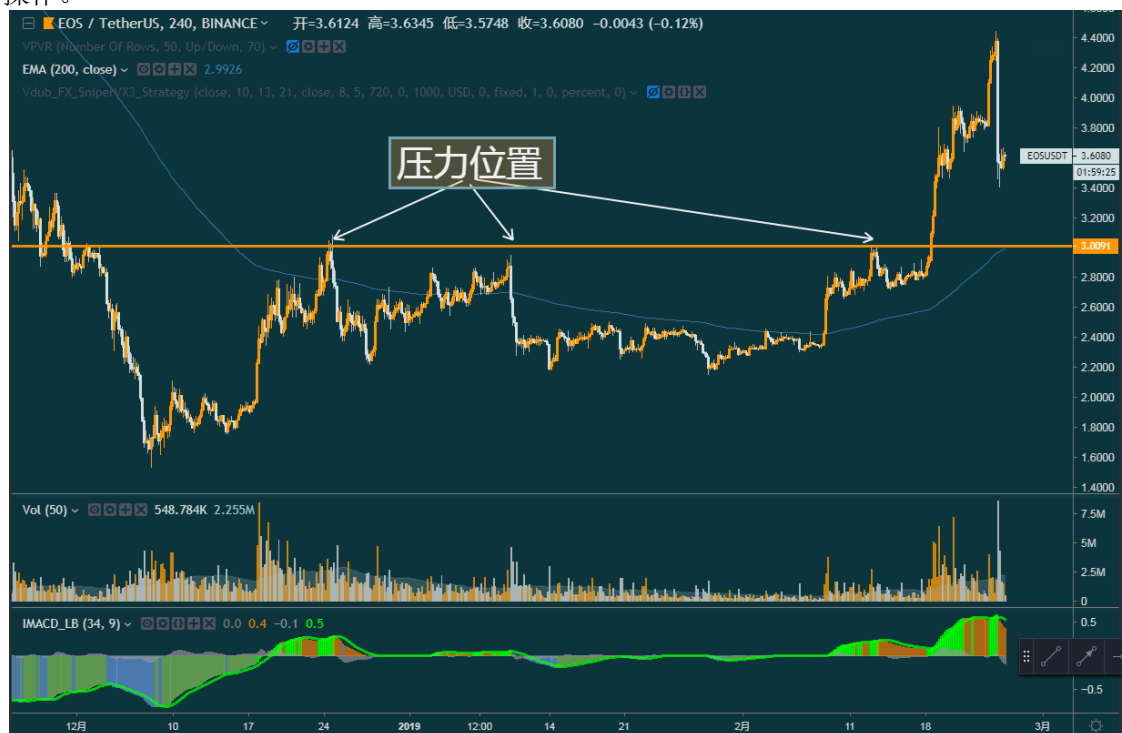 操作。
EOS / TetherUS, 240, BINANCE 开=3.6124 高=3.6345 低=3.5748 收=3.6080 −0.0043 (−0.12%)
VPVR (Number Of Rows, 50, Up/Down, 70)
EMA (200, close) 2.9926
Vdub_FX_SniperVX3_Strategy (close, 10, 13, 21, close, 8, 5, 720, 0, 1000, USD, 0, fixed, 1, 0, percent, 0)
压力位置
4.4000
4.2000
4.0000
3.8000
EOSUSDT 3.6080
01:59:25
3.4000
3.2000
3.0091
2.8000
2.6000
2.4000
2.2000
2.0000
1.8000
1.6000
1.4000
Vol (50) 548.784K 2.255M
7.5M
5M
2.5M
0
IMACD_LB (34, 9) 0.0 0.4 −0.1 0.5
0.5
−0.5
12月 10 17 24 2019 12:00 14 21 2月 11 18 3月